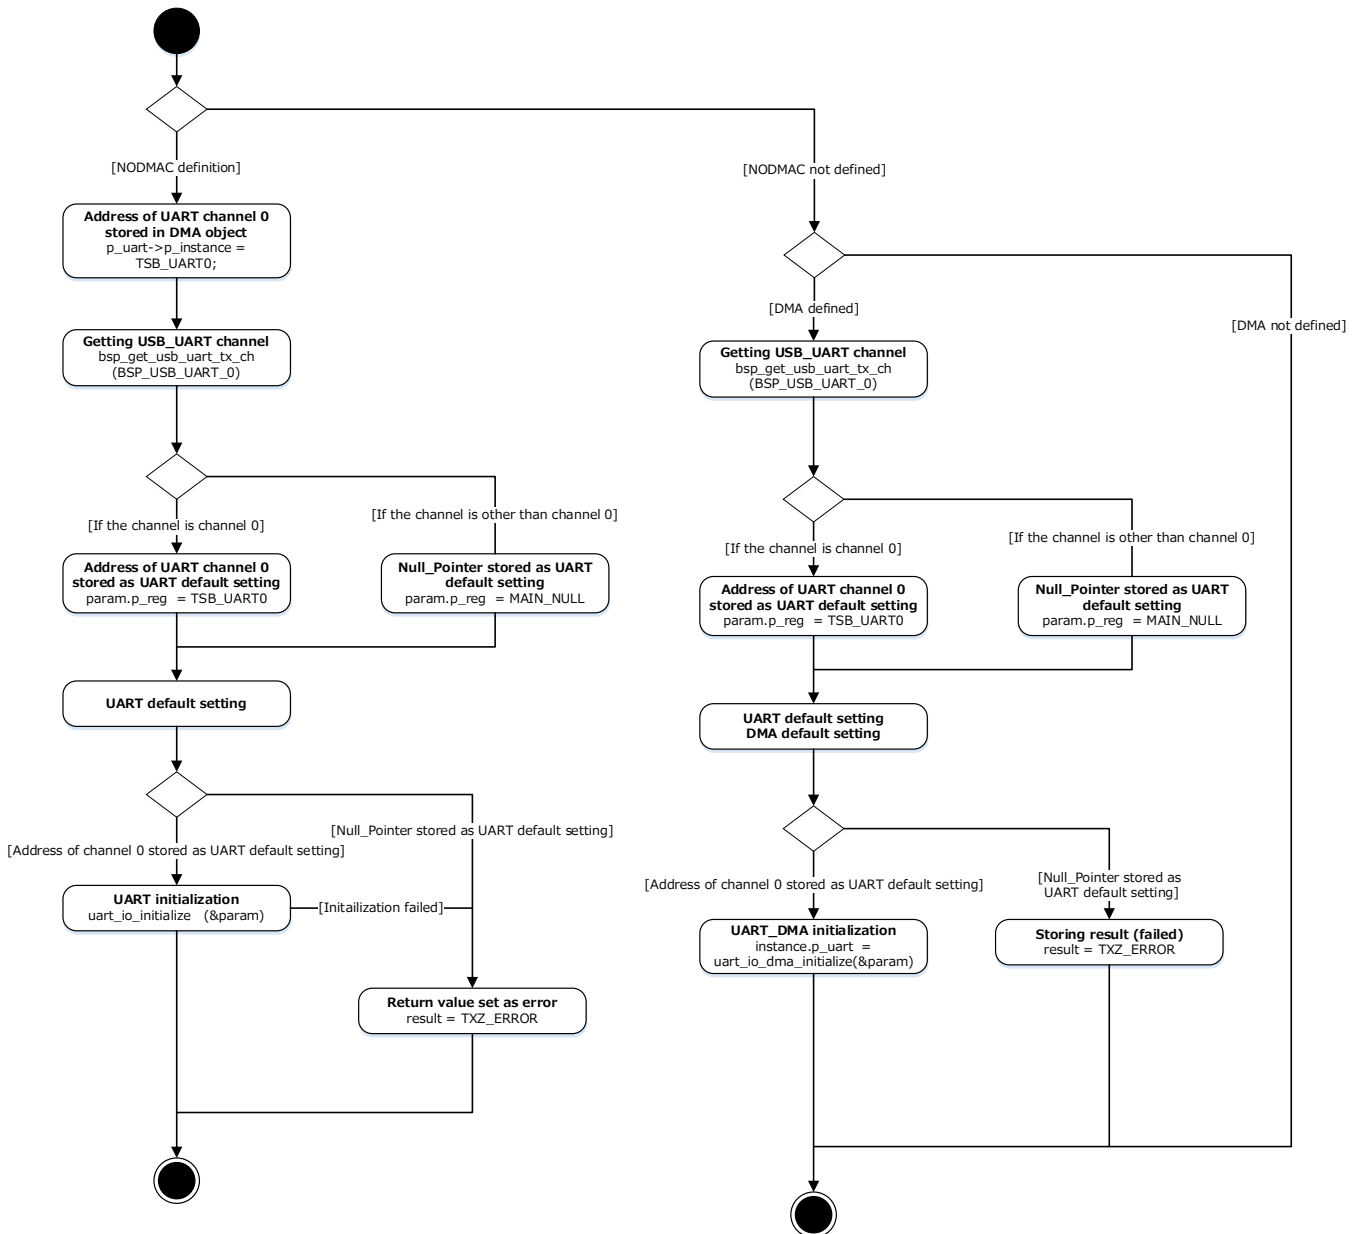 [NODMAC definition]
Address of UART channel 0
stored in DMA object
p_uart->p_instance =
TSB_UART0;
Getting USB_UART channel
bsp_get_usb_uart_tx_ch
(BSP_USB_UART_0)
[If the channel is channel 0]
[If the channel is other than channel 0]
Address of UART channel 0
stored as UART default setting
param.p_reg = TSB_UART0
Null_Pointer stored as UART
default setting
param.p_reg = MAIN_NULL
UART default setting
[Null_Pointer stored as UART default setting]
[Address of channel 0 stored as UART default setting]
UART initialization
uart_io_initialize (&param)
[Initailization failed]
Return value set as error
result = TXZ_ERROR
[NODMAC not defined]
[DMA defined]
[DMA not defined]
Getting USB_UART channel
bsp_get_usb_uart_tx_ch
(BSP_USB_UART_0)
[If the channel is channel 0]
[If the channel is other than channel 0]
Address of UART channel 0
stored as UART default setting
param.p_reg = TSB_UART0
Null_Pointer stored as UART
default setting
param.p_reg = MAIN_NULL
UART default setting
DMA default setting
[Address of channel 0 stored as UART default setting]
[Null_Pointer stored as
UART default setting]
UART_DMA initialization
instance.p_uart =
uart_io_dma_initialize(&param)
Storing result (failed)
result = TXZ_ERROR